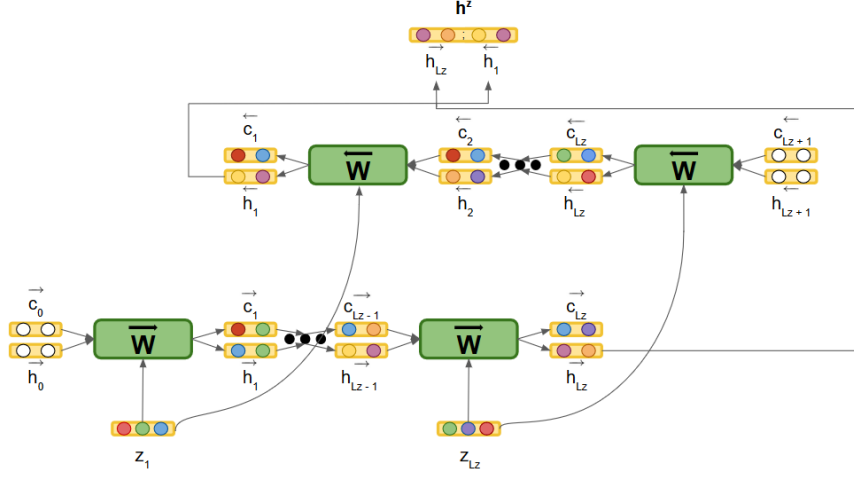 h^z
→h_Lz ←h_1
←c_1 ←c_2 ←c_Lz ←c_Lz + 1
←W ←W
←h_1 ←h_2 ←h_Lz ←h_Lz+1
→c_0 →c_1 →c_Lz - 1 →c_Lz
→W →W
→h_0 →h_1 →h_Lz - 1 →h_Lz
z_1 z_Lz